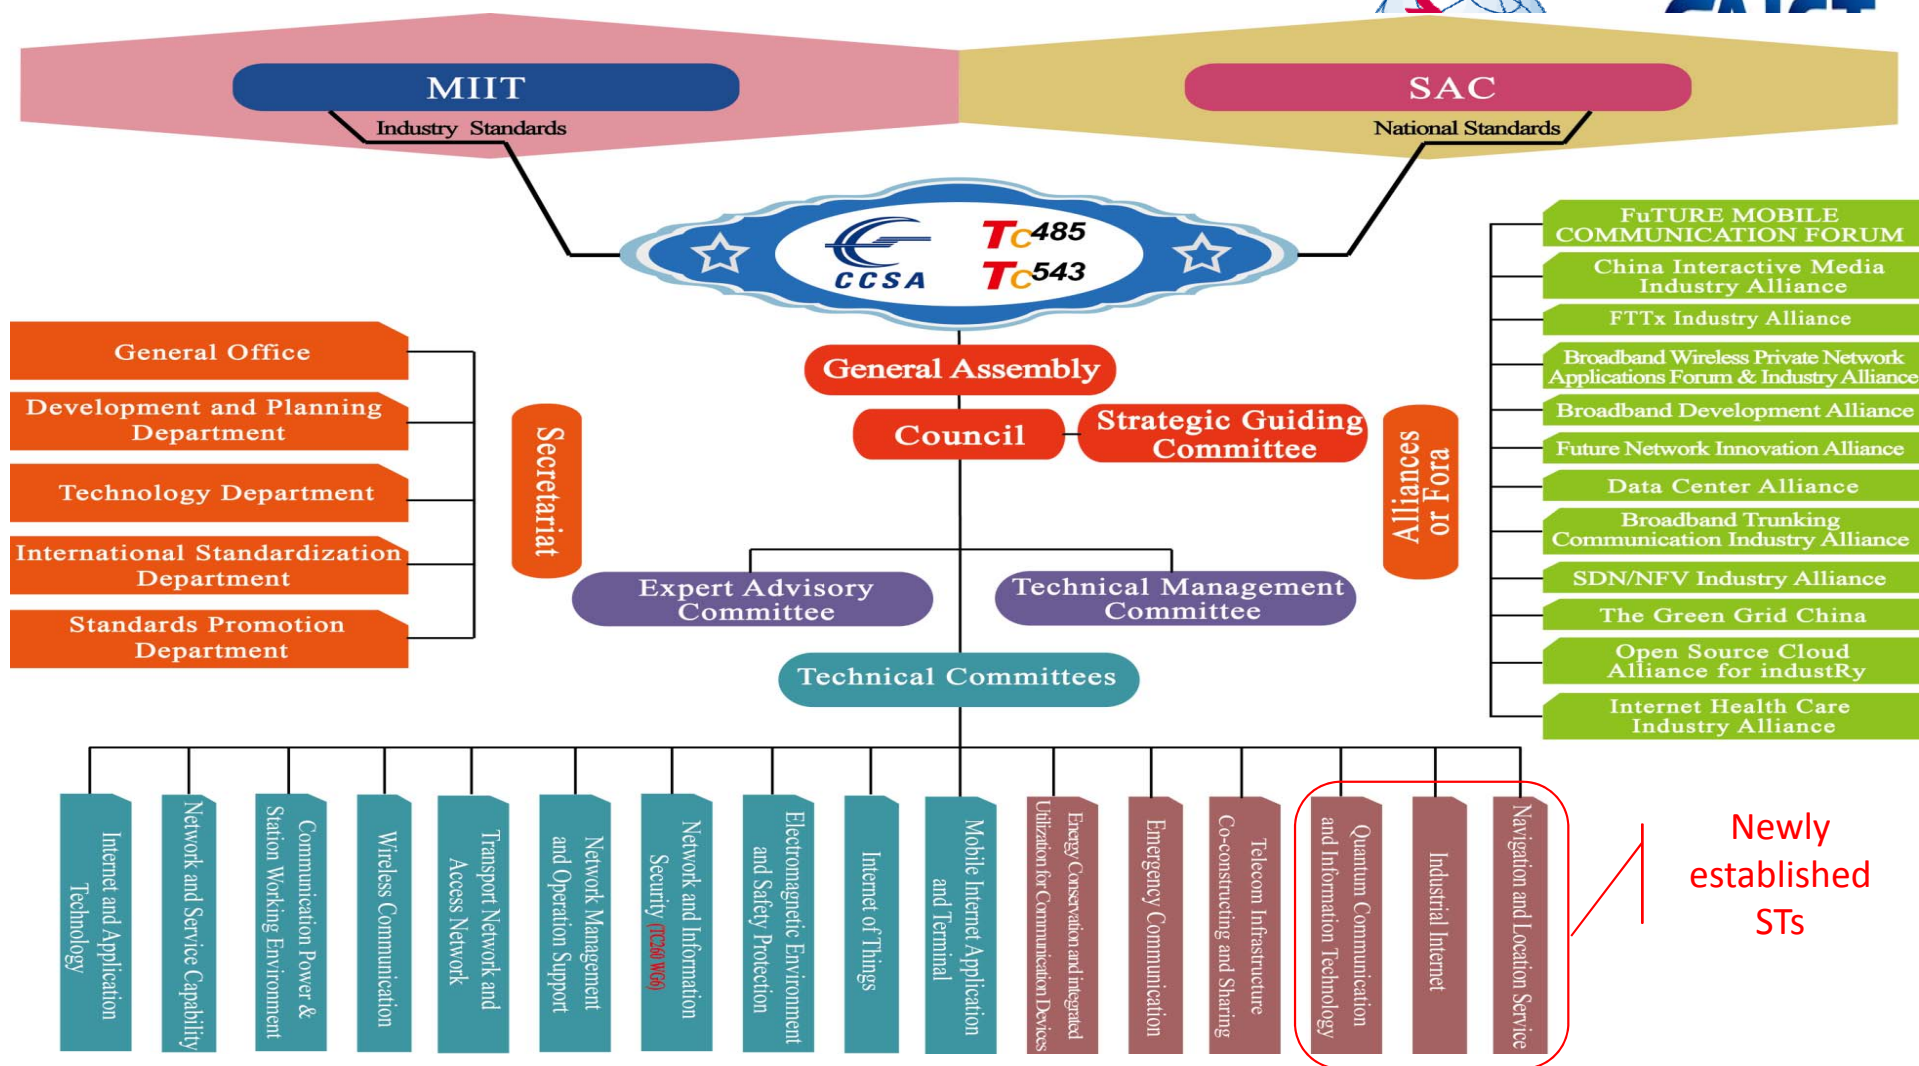 CAICT
MIIT
Industry Standards
SAC
National Standards
CCSA
TC485
TC543
General Assembly
Council
Strategic Guiding
Committee
Expert Advisory
Committee
Technical Management
Committee
Technical Committees
Secretariat
General Office
Development and Planning
Department
Technology Department
International Standardization
Department
Standards Promotion
Department
Alliances
or Fora
FuTURE MOBILE
COMMUNICATION FORUM
China Interactive Media
Industry Alliance
FTTx Industry Alliance
Broadband Wireless Private Network
Applications Forum & Industry Alliance
Broadband Development Alliance
Future Network Innovation Alliance
Data Center Alliance
Broadband Trunking
Communication Industry Alliance
SDN/NFV Industry Alliance
The Green Grid China
Open Source Cloud
Alliance for industRy
Internet Health Care
Industry Alliance
Internet and Application
Technology
Network and Service Capability
Communication Power &
Station Working Environment
Wireless Communication
Transport Network and
Access Network
Network Management
and Operation Support
Network and Information
Security (TC260 WG6)
Electromagnetic Environment
and Safety Protection
Internet of Things
Mobile Internet Application
and Terminal
Energy Conservation and integrated
Utilization for Communication Devices
Emergency Communication
Telecom Infrastructure
Co-constructing and Sharing
Quantum Communication
and Information Technology
Industrial Internet
Navigation and Location Service
Newly
established
STs